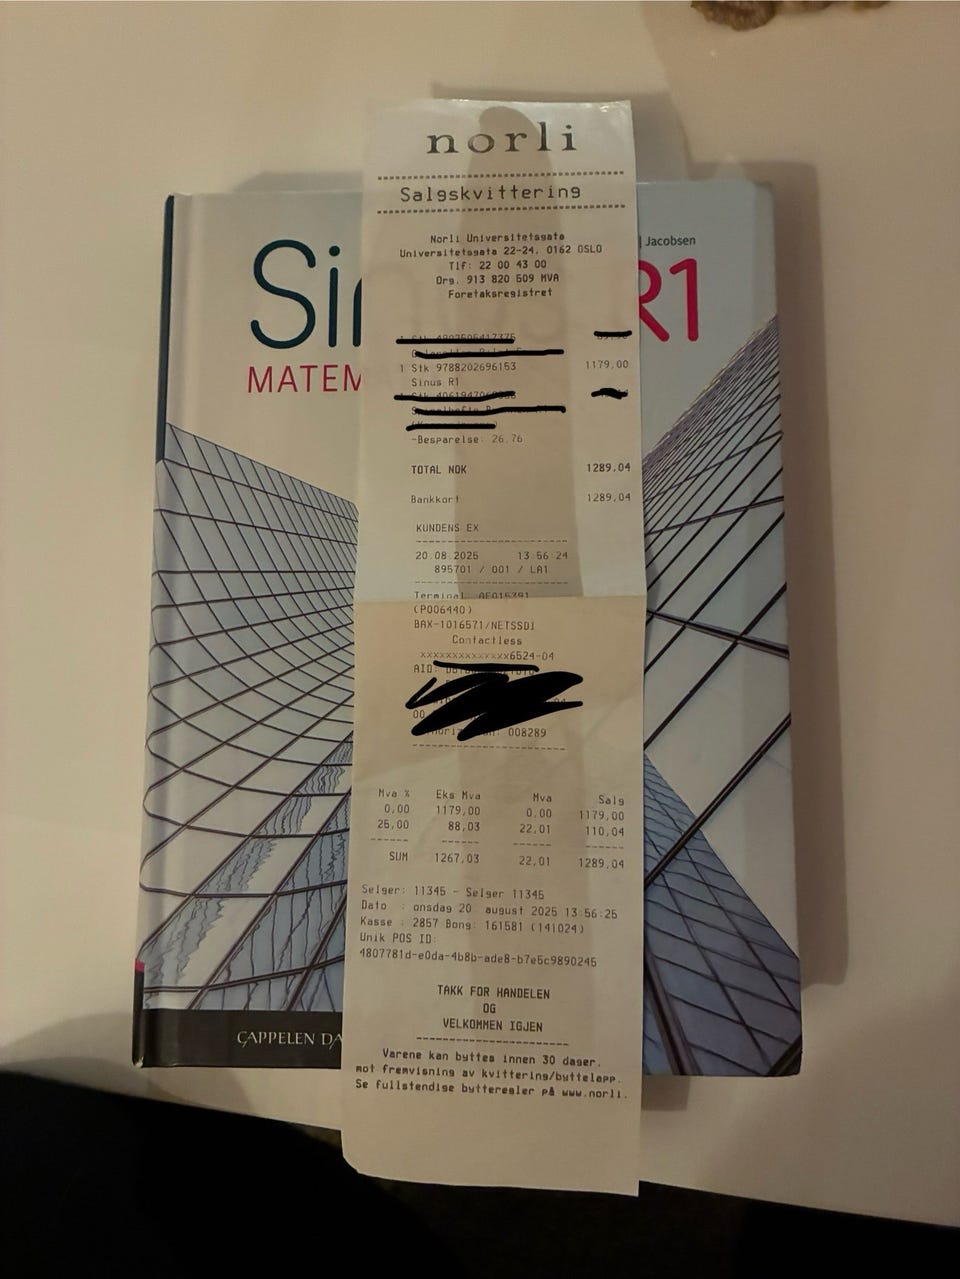 norli
Salgskvittering
Norli Universitetsgata
Universitetsgata 22-24, 0162 OSLO
Tlf: 22 00 43 00
Org. 913 820 509 MVA
Foretaksregistret
| Jacobsen
Sin R1
MATEM
1 Stk 9788202696153 1179,00
Sinus R1
-Besparelse: 26,76
TOTAL NOK 1289,04
Bankkort 1289,04
KUNDENS EX
20.08.2025 13:56:24
895701 / 001 / LA1
Terminal
(P006440)
BAX-1016571/NETSSDI
Contactless
xxxxxxxxxxxxxx6524-04
AID:
00
008289
Mva % Eks Mva Mva Salg
0,00 1179,00 0,00 1179,00
25,00 88,03 22,01 110,04
SUM 1267,03 22,01 1289,04
Selger: 11345 - Selger 11345
Dato : onsdag 20 august 2025 13:56:25
Kasse : 2857 Bong: 161581 (141024)
Unik POS ID:
4807781d-e0da-4b8b-ade8-b7e5c9890245
TAKK FOR HANDELEN
OG
VELKOMMEN IGJEN
Varene kan byttes innen 30 dager,
mot fremvisning av kvittering/byttelapp.
Se fullstendige bytteregler på www.norli.
CAPPELEN DA